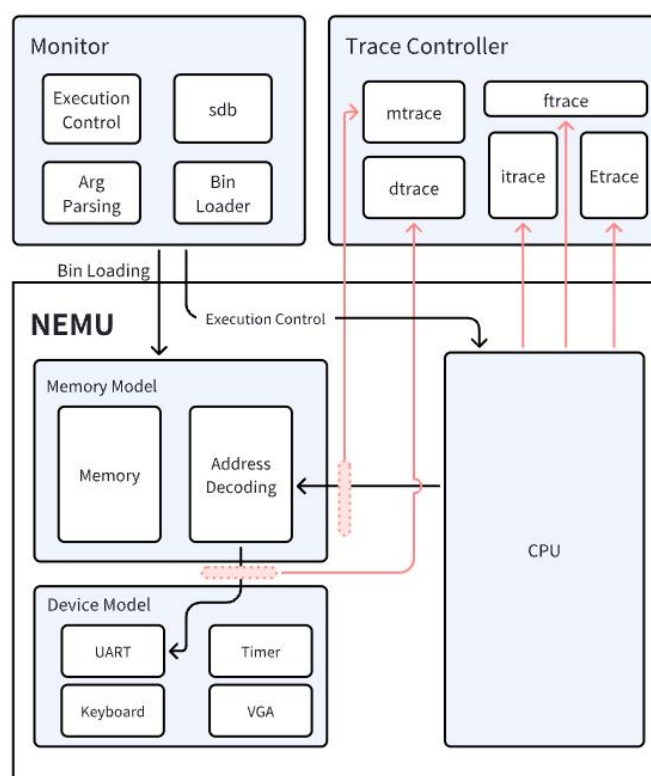 Monitor
Execution
Control
sdb
Arg
Parsing
Bin
Loader
Trace Controller
mtrace
ftrace
dtrace
itrace
Etrace
Bin Loading
NEMU
Execution Control
Memory Model
Memory
Address
Decoding
CPU
Device Model
UART
Timer
Keyboard
VGA